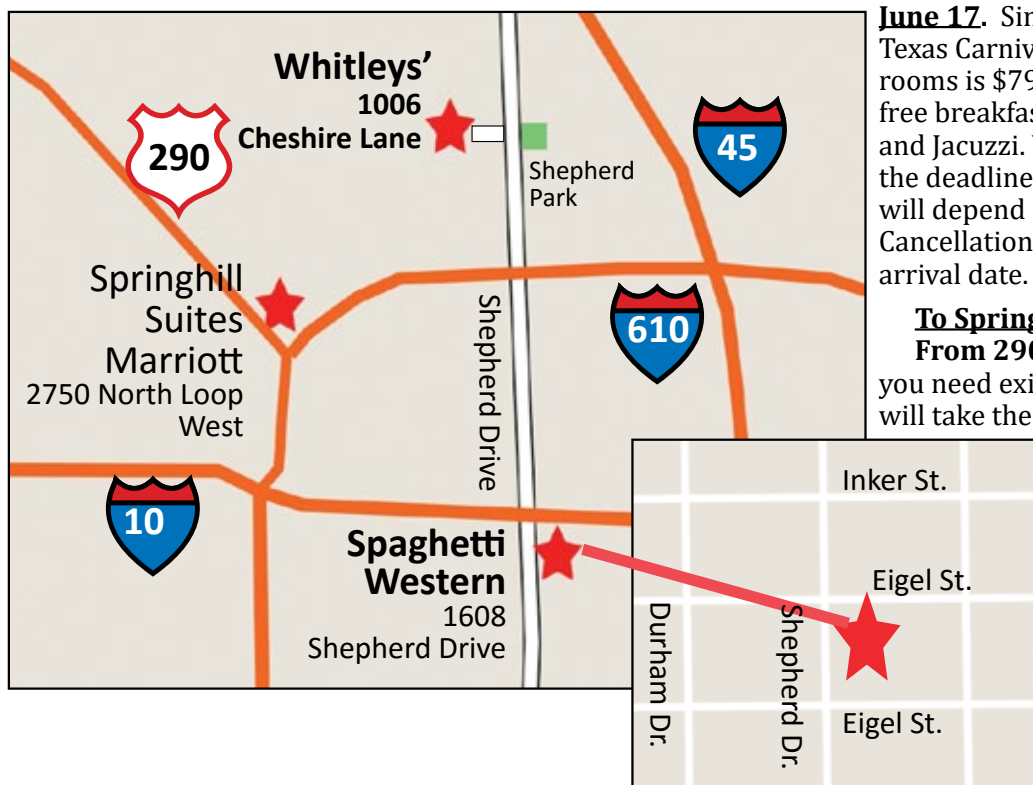 Whitleys’
1006
Cheshire Lane
290
45
Shepherd
Park
Springhill
Suites
Marriott
2750 North Loop
West
610
Shepherd Drive
10
Spaghetti
Western
1608
Shepherd Drive
June 17. Sin
Texas Carniv
rooms is $79
free breakfas
and Jacuzzi.
the deadline
will depend
Cancellation
arrival date.
To Spring
From 290
you need exi
will take the
Inker St.
Eigel St.
Durham Dr.
Shepherd Dr.
Eigel St.